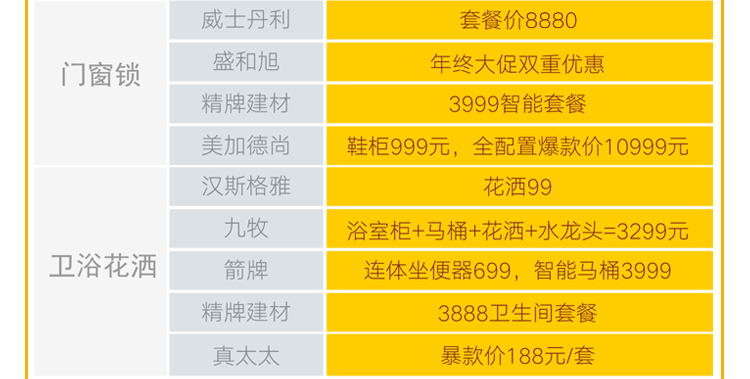 门窗锁
威士丹利 套餐价8880
盛和旭 年终大促双重优惠
精牌建材 3999智能套餐
美加德尚 鞋柜999元，全配置爆款价10999元
卫浴花洒
汉斯格雅 花洒99
九牧 浴室柜+马桶+花洒+水龙头=3299元
箭牌 连体坐便器699，智能马桶3999
精牌建材 3888卫生间套餐
真太太 暴款价188元/套